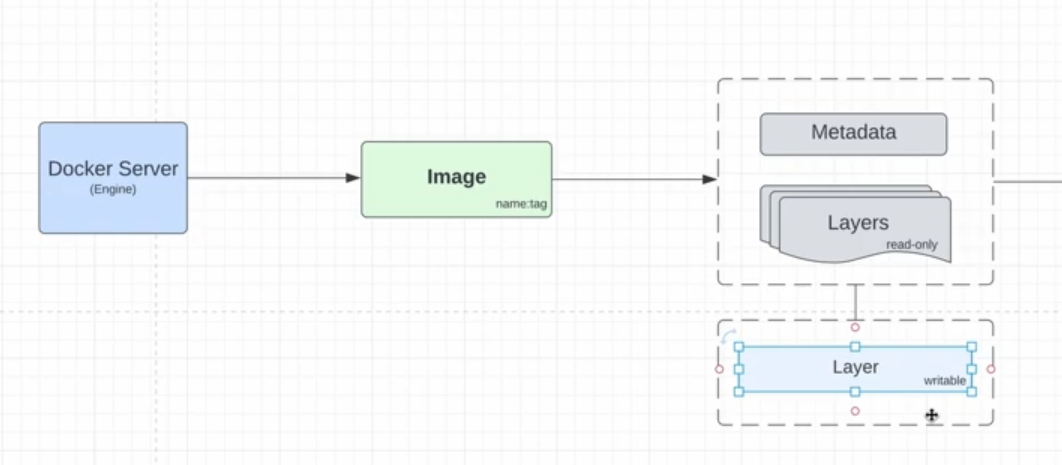 Docker Server
(Engine)
Image
name:tag
Metadata
Layers
read-only
Layer
writable